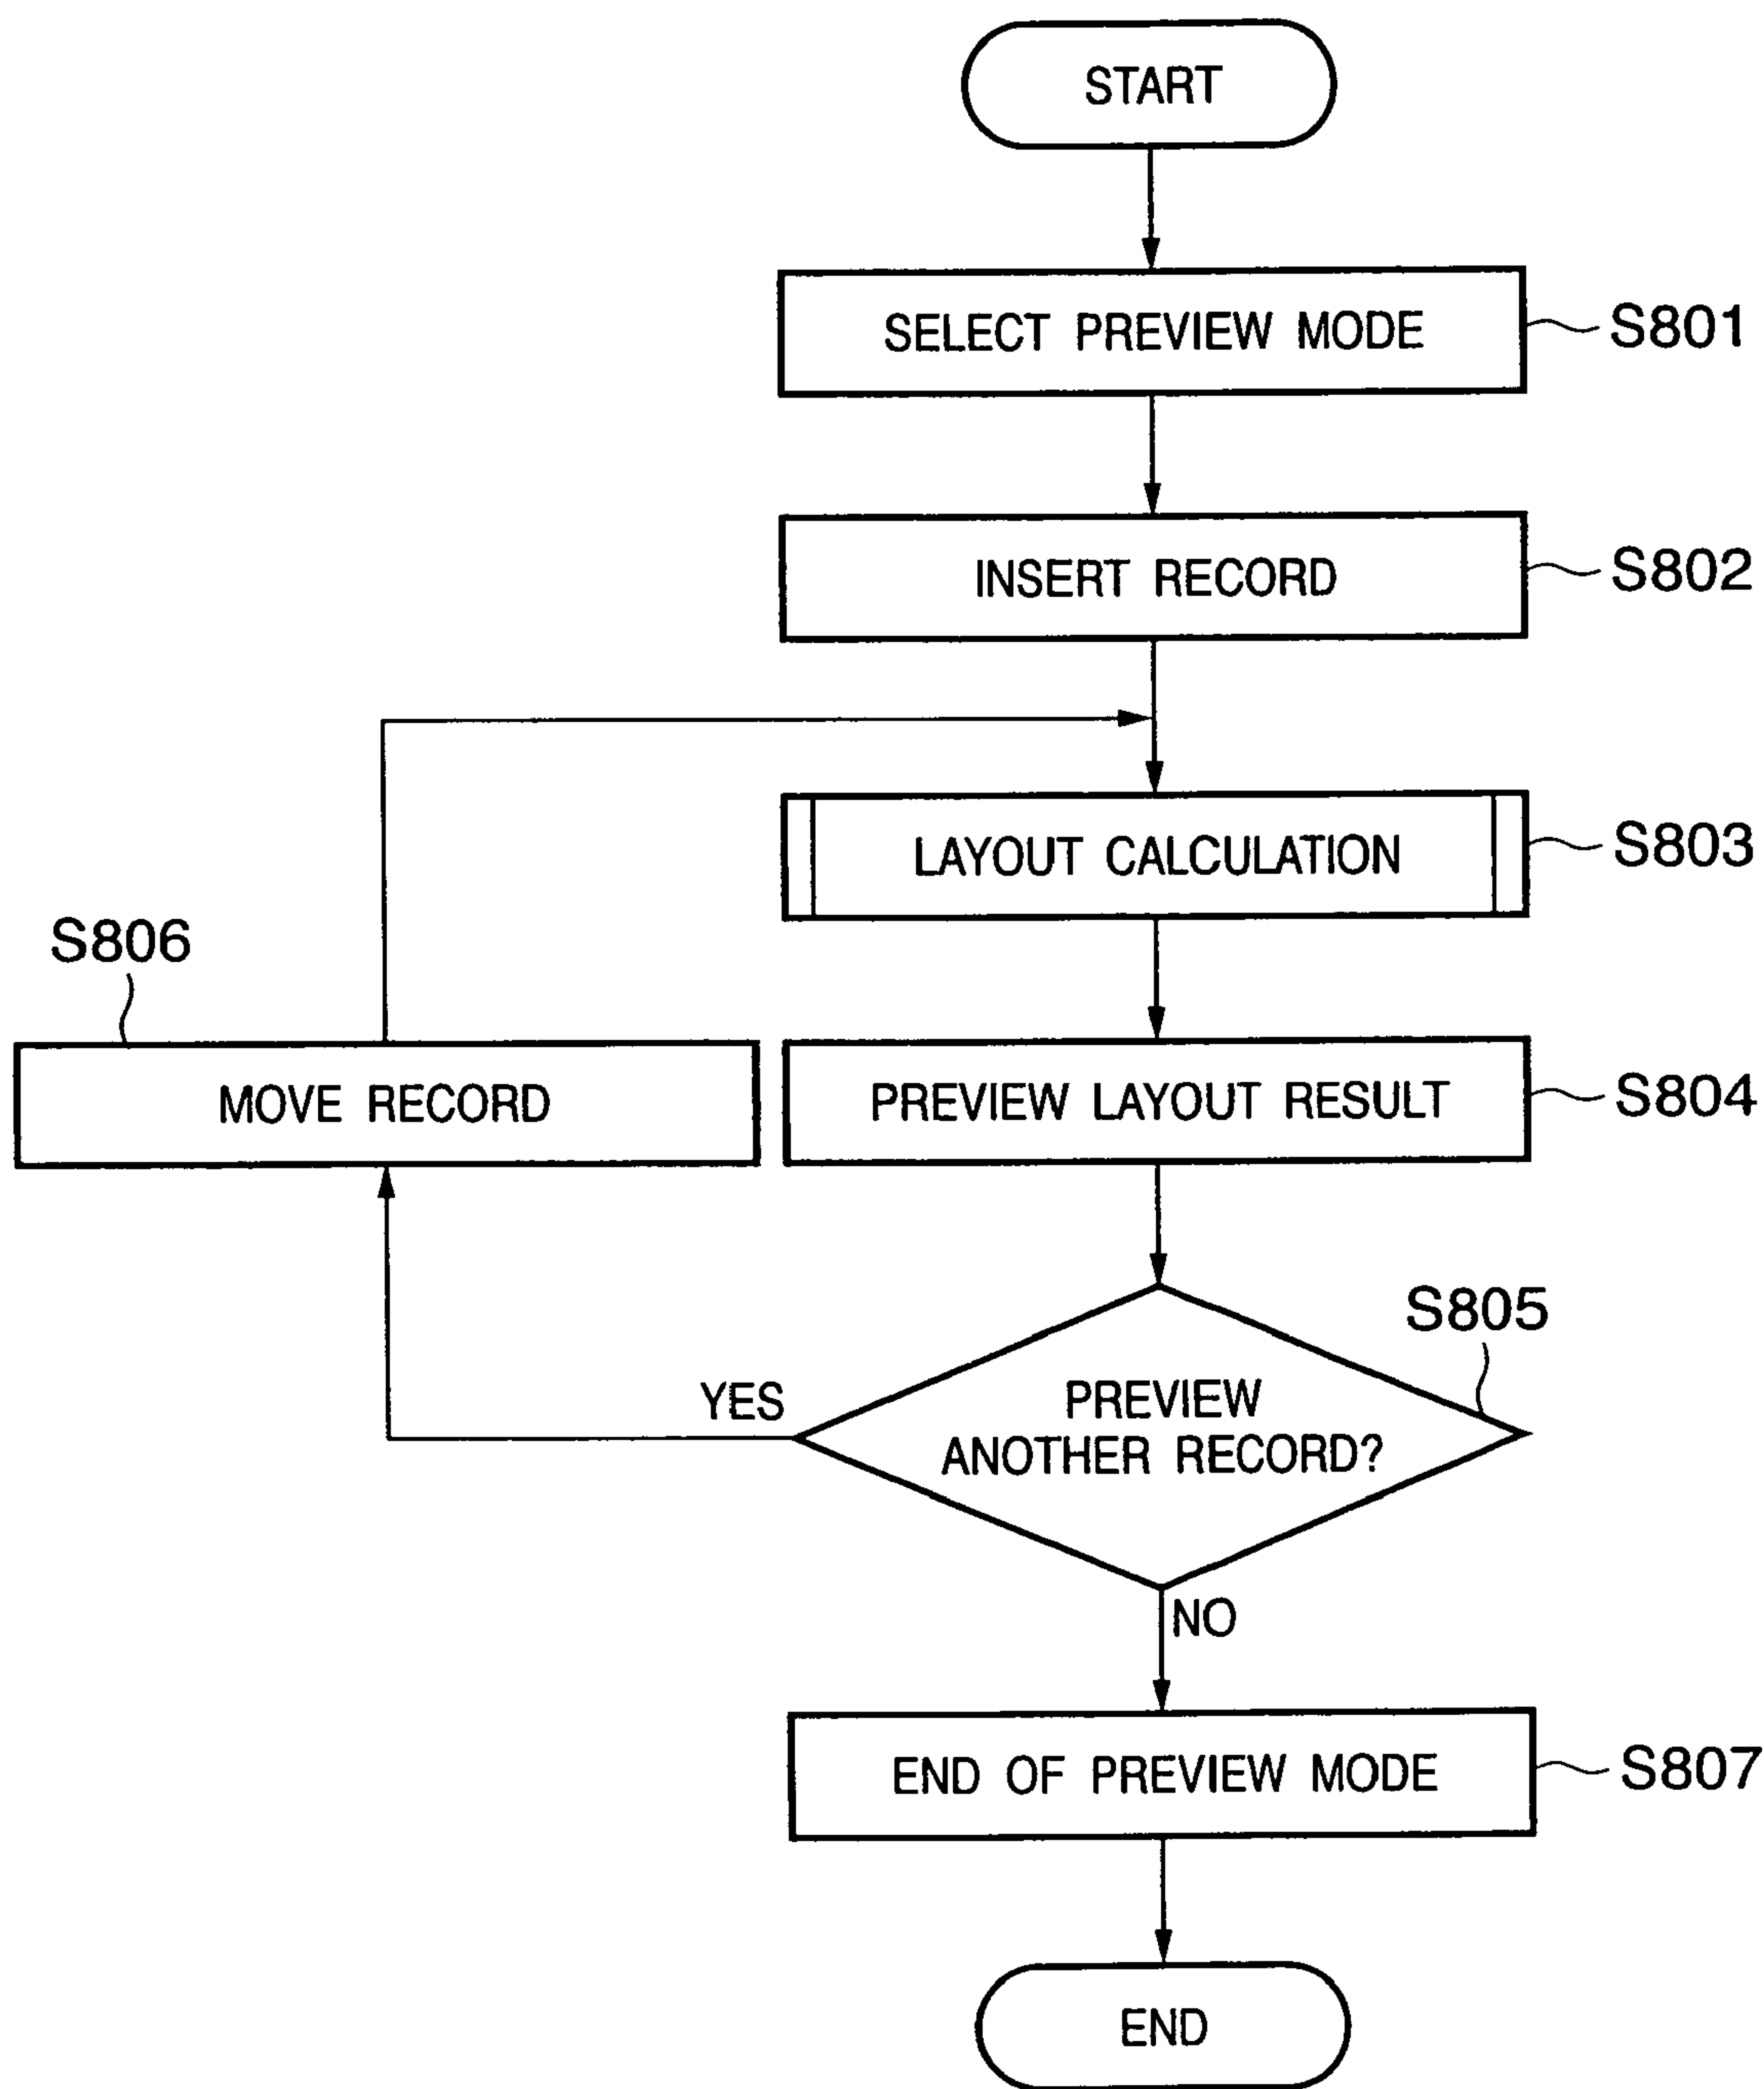 START
SELECT PREVIEW MODE
S801
INSERT RECORD
S802
LAYOUT CALCULATION
S803
S806
MOVE RECORD
PREVIEW LAYOUT RESULT
S804
S805
YES
PREVIEW
ANOTHER RECORD?
NO
END OF PREVIEW MODE
S807
END